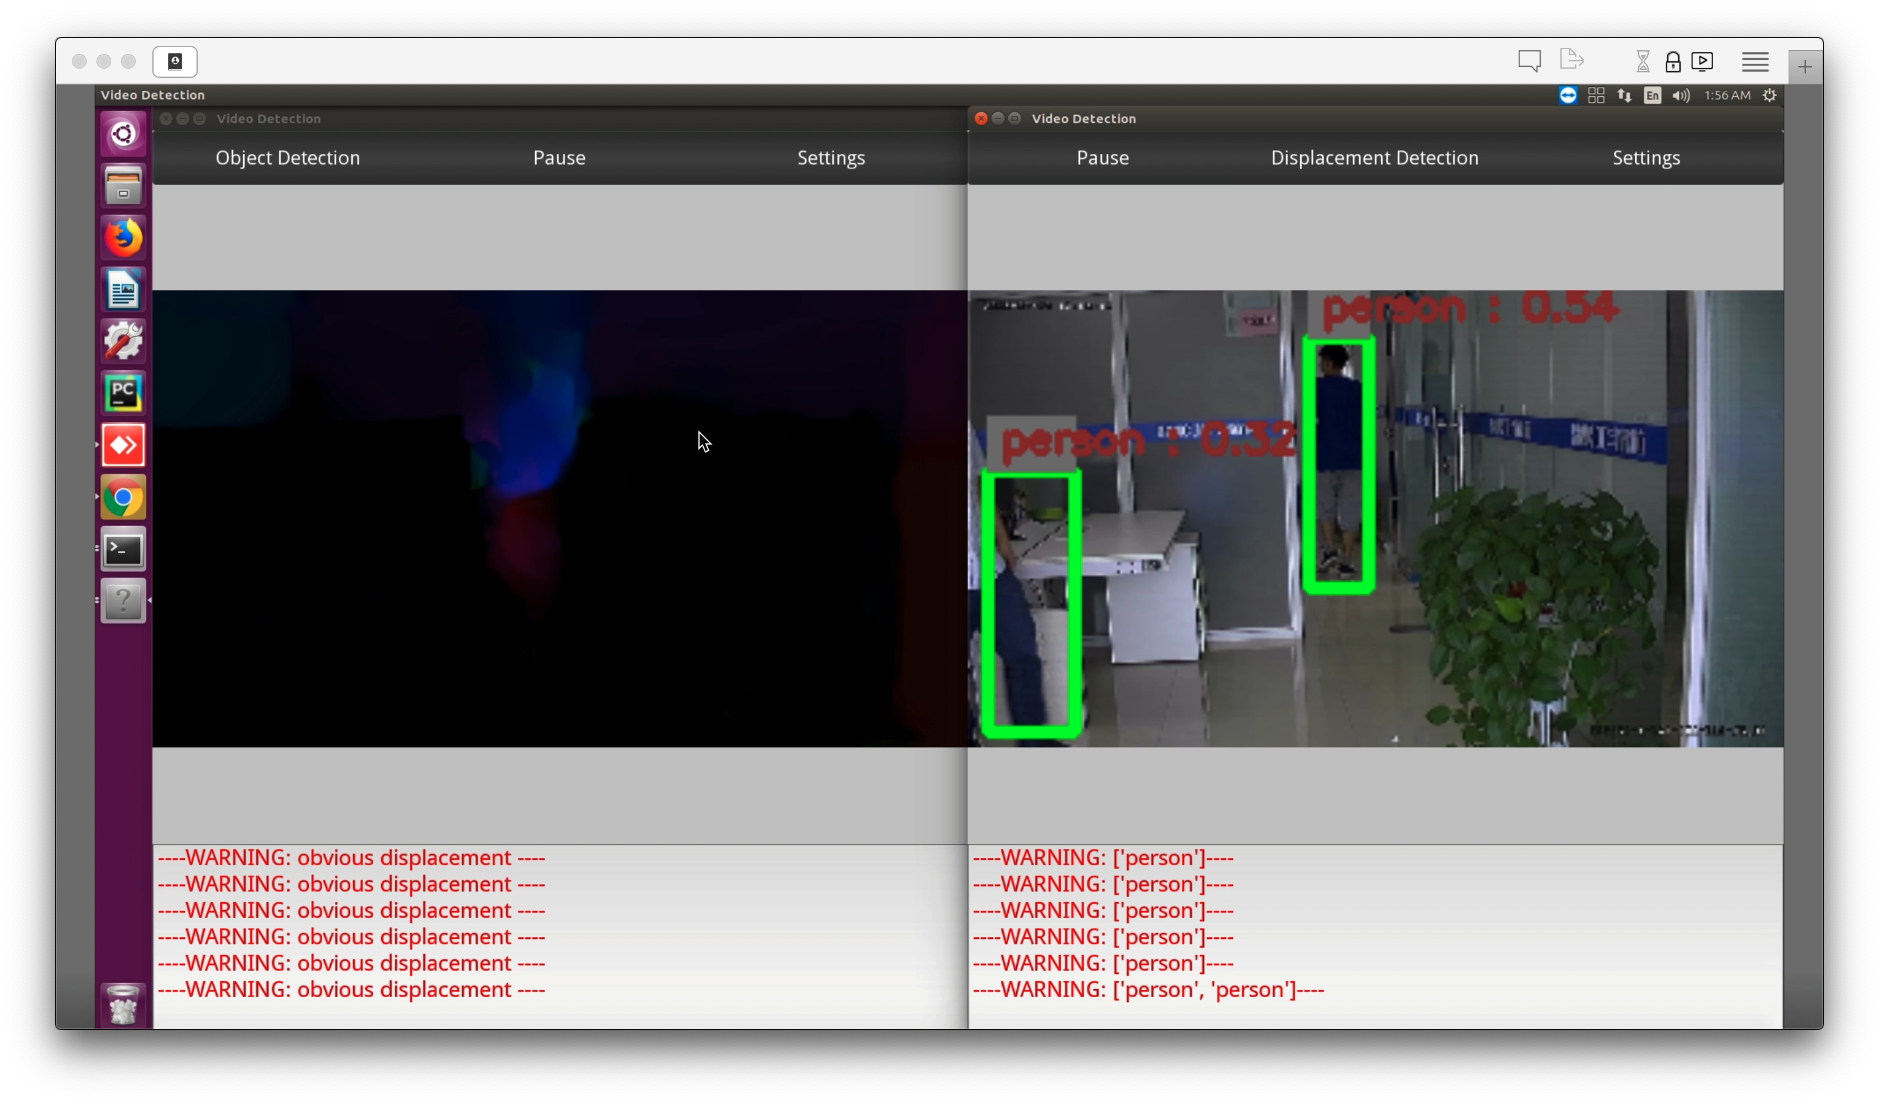 Video Detection
En
1:56 AM
Video Detection
Video Detection
Object Detection
Pause
Settings
Pause
Displacement Detection
Settings
PC
person : 0.54
person : 0.32
----WARNING: obvious displacement ----
----WARNING: obvious displacement ----
----WARNING: obvious displacement ----
----WARNING: obvious displacement ----
----WARNING: obvious displacement ----
----WARNING: obvious displacement ----
----WARNING: ['person']----
----WARNING: ['person']----
----WARNING: ['person']----
----WARNING: ['person']----
----WARNING: ['person']----
----WARNING: ['person', 'person']----